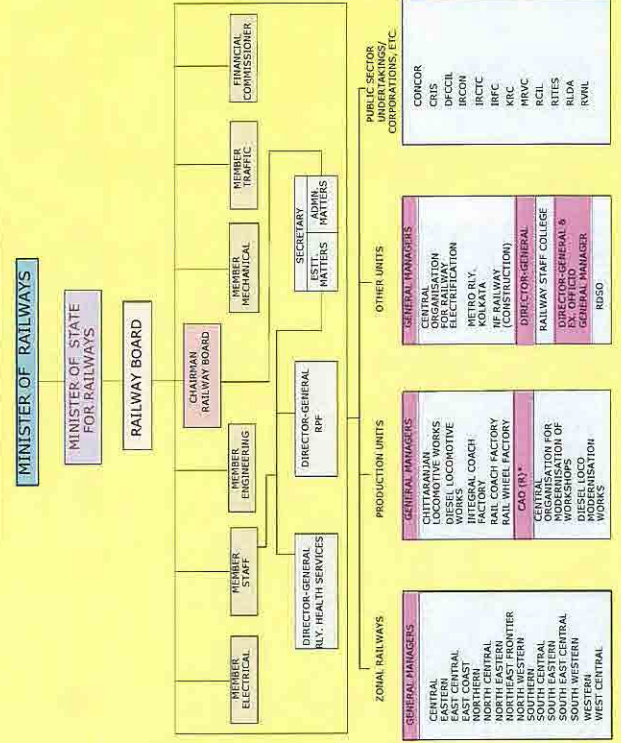 MINISTER OF RAILWAYS
MINISTER OF STATE
FOR RAILWAYS
RAILWAY BOARD
CHAIRMAN
RAILWAY BOARD
MEMBER
ELECTRICAL
MEMBER
STAFF
MEMBER
ENGINEERING
MEMBER
MECHANICAL
MEMBER
TRAFFIC
FINANCIAL
COMMISSIONER
DIRECTOR-GENERAL
RLY. HEALTH SERVICES
DIRECTOR-GENERAL
RPF
SECRETARY
ESTT.
MATTERS
ADMN.
MATTERS
ZONAL RAILWAYS
GENERAL MANAGERS
CENTRAL
EASTERN
EAST CENTRAL
EAST COAST
NORTHERN
NORTH CENTRAL
NORTH EASTERN
NORTHEAST FRONTIER
NORTH WESTERN
SOUTHERN
SOUTH CENTRAL
SOUTH EASTERN
SOUTH EAST CENTRAL
SOUTH WESTERN
WESTERN
WEST CENTRAL
PRODUCTION UNITS
GENERAL MANAGERS
CHITTARANJAN
LOCOMOTIVE WORKS
DIESEL LOCOMOTIVE
WORKS
INTEGRAL COACH
FACTORY
RAIL COACH FACTORY
RAIL WHEEL FACTORY
CAO (R)*
CENTRAL
ORGANISATION FOR
MODERNISATION OF
WORKSHOPS
DIESEL LOCO
MODERNISATION
WORKS
OTHER UNITS
GENERAL MANAGERS
CENTRAL
ORGANISATION
FOR RAILWAY
ELECTRIFICATION
METRO RLY.
KOLKATA
NF RAILWAY
(CONSTRUCTION)
DIRECTOR-GENERAL
RAILWAY STAFF COLLEGE
DIRECTOR-GENERAL &
EX. OFFICIO
GENERAL MANAGER
RDSO
PUBLIC SECTOR
UNDERTAKINGS/
CORPORATIONS, ETC.
CONCOR
CRIS
DFCCIL
IRCON
IRCTC
IRFC
KRC
MRVC
RCIL
RITES
RLDA
RVNL